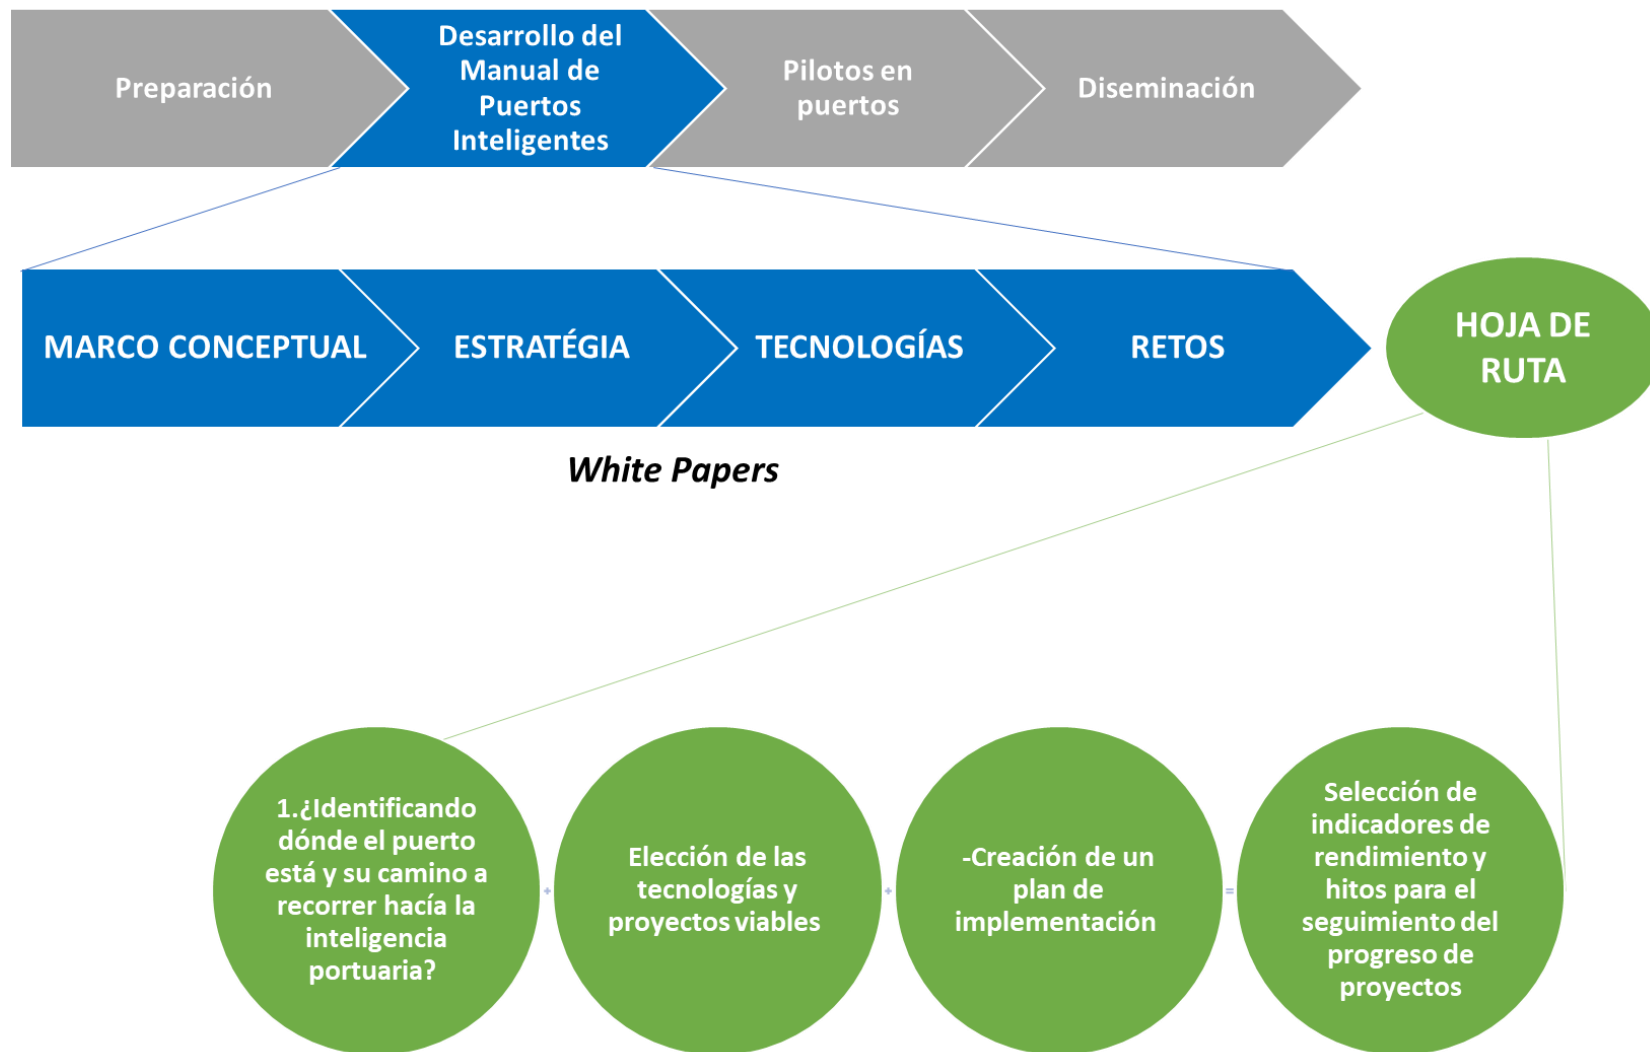 Preparación
Desarrollo del
Manual de
Puertos
Inteligentes
Pilotos en
puertos
Diseminación
MARCO CONCEPTUAL
ESTRATÉGIA
TECNOLOGÍAS
RETOS
HOJA DE
RUTA
White Papers
1.¿Identificando
dónde el puerto
está y su camino a
recorrer hacía la
inteligencia
portuaria?
+
Elección de las
tecnologías y
proyectos viables
+
-Creación de un
plan de
implementación
=
Selección de
indicadores de
rendimiento y
hitos para el
seguimiento del
progreso de
proyectos